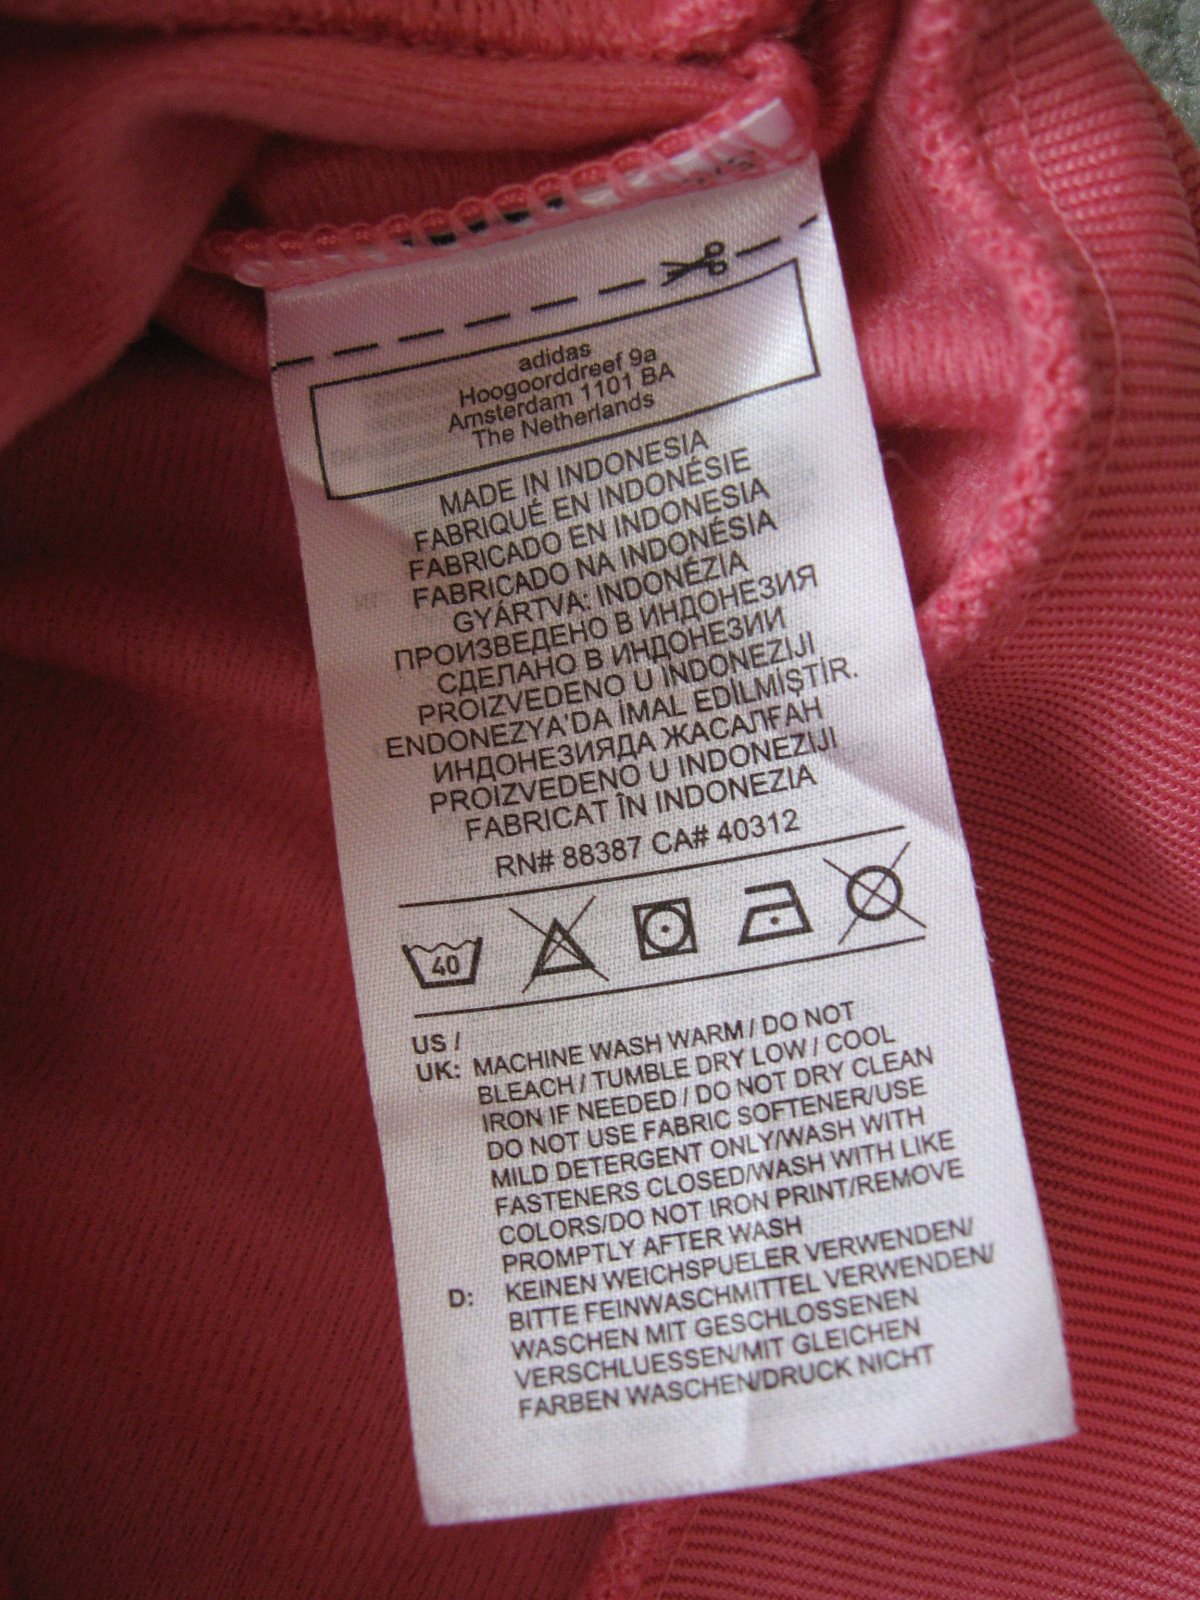 adidas
Hoogoorddreef 9a
Amsterdam 1101 BA
The Netherlands
MADE IN INDONESIA
FABRIQUÉ EN INDONÉSIE
FABRICADO EN INDONESIA
FABRICADO NA INDONÉSIA
GYÁRTVA: INDONÉZIA
ПРОИЗВЕДЕНО В ИНДОНЕЗИЯ
СДЕЛАНО В ИНДОНЕЗИИ
PROIZVEDENO U INDONEZIJI
ENDONEZYA'DA İMAL EDİLMİŞTİR.
ИНДОНЕЗИЯДА ЖАСАЛҒАН
PROIZVEDENO U INDONEZIJI
FABRICAT ÎN INDONEZIA
RN# 88387 CA# 40312
40
US /
UK: MACHINE WASH WARM / DO NOT
BLEACH / TUMBLE DRY LOW / COOL
IRON IF NEEDED / DO NOT DRY CLEAN
DO NOT USE FABRIC SOFTENER/USE
MILD DETERGENT ONLY/WASH WITH
FASTENERS CLOSED/WASH WITH LIKE
COLORS/DO NOT IRON PRINT/REMOVE
PROMPTLY AFTER WASH
D: KEINEN WEICHSPUELER VERWENDEN/
BITTE FEINWASCHMITTEL VERWENDEN/
WASCHEN MIT GESCHLOSSENEN
VERSCHLUESSEN/MIT GLEICHEN
FARBEN WASCHEN/DRUCK NICHT